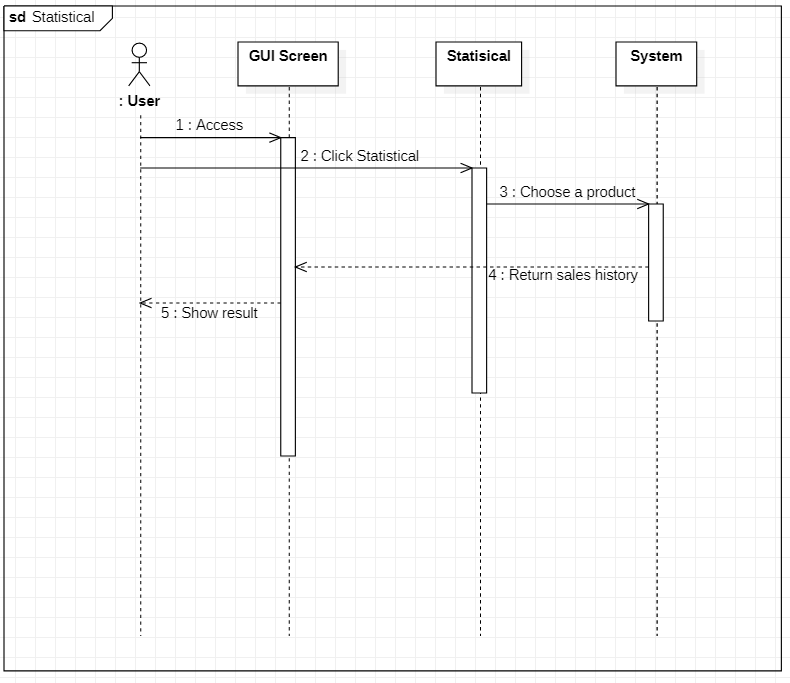 sd Statistical
GUI Screen
Statisical
System
: User
1 : Access
2 : Click Statistical
3 : Choose a product
4 : Return sales history
5 : Show result